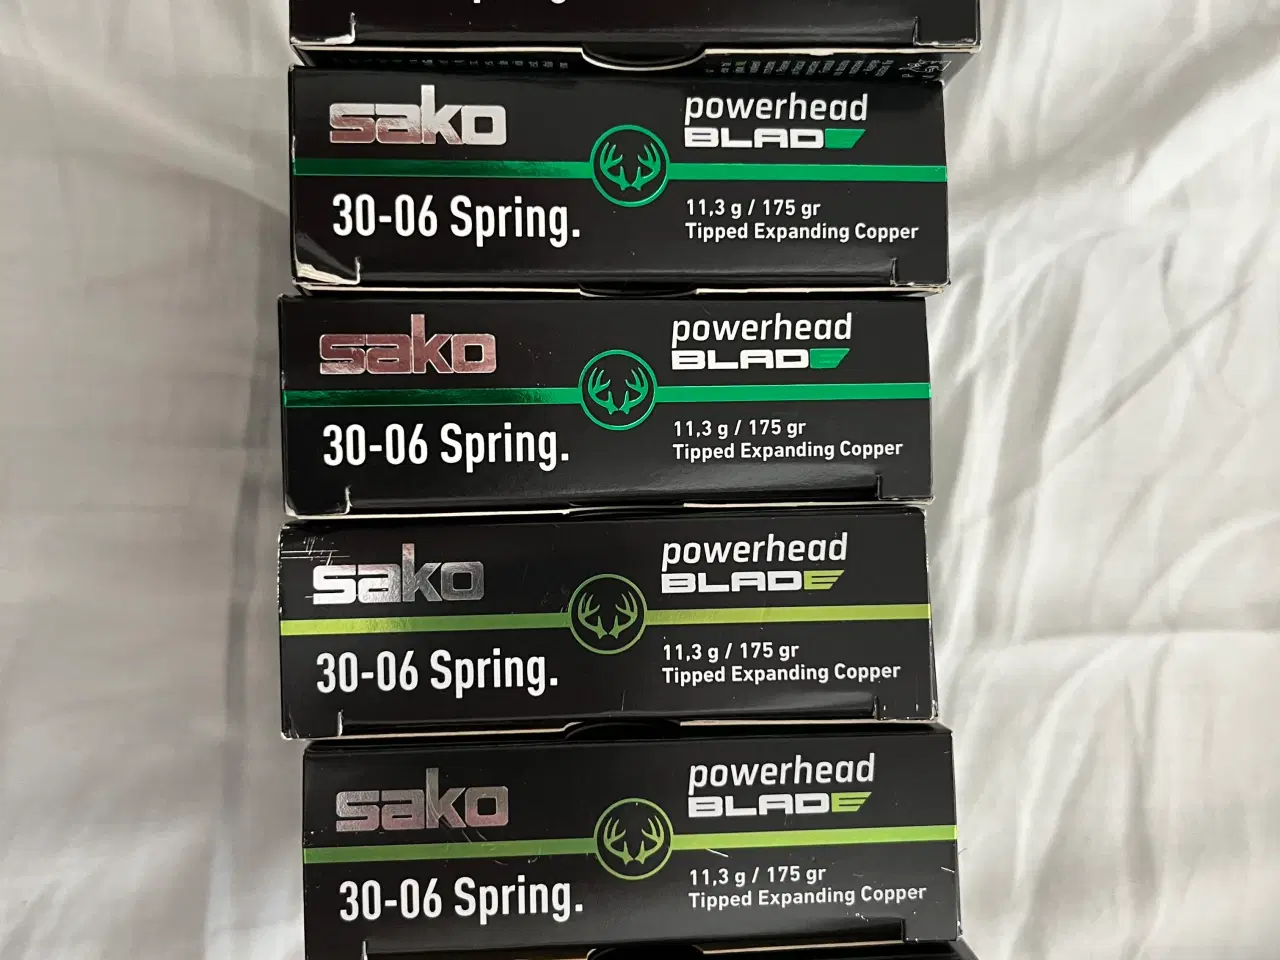 sako
powerhead
BLADE
30-06 Spring.
11,3 g / 175 gr
Tipped Expanding Copper
sako
powerhead
BLADE
30-06 Spring.
11,3 g / 175 gr
Tipped Expanding Copper
sako
powerhead
BLADE
30-06 Spring.
11,3 g / 175 gr
Tipped Expanding Copper
sako
powerhead
BLADE
30-06 Spring.
11,3 g / 175 gr
Tipped Expanding Copper